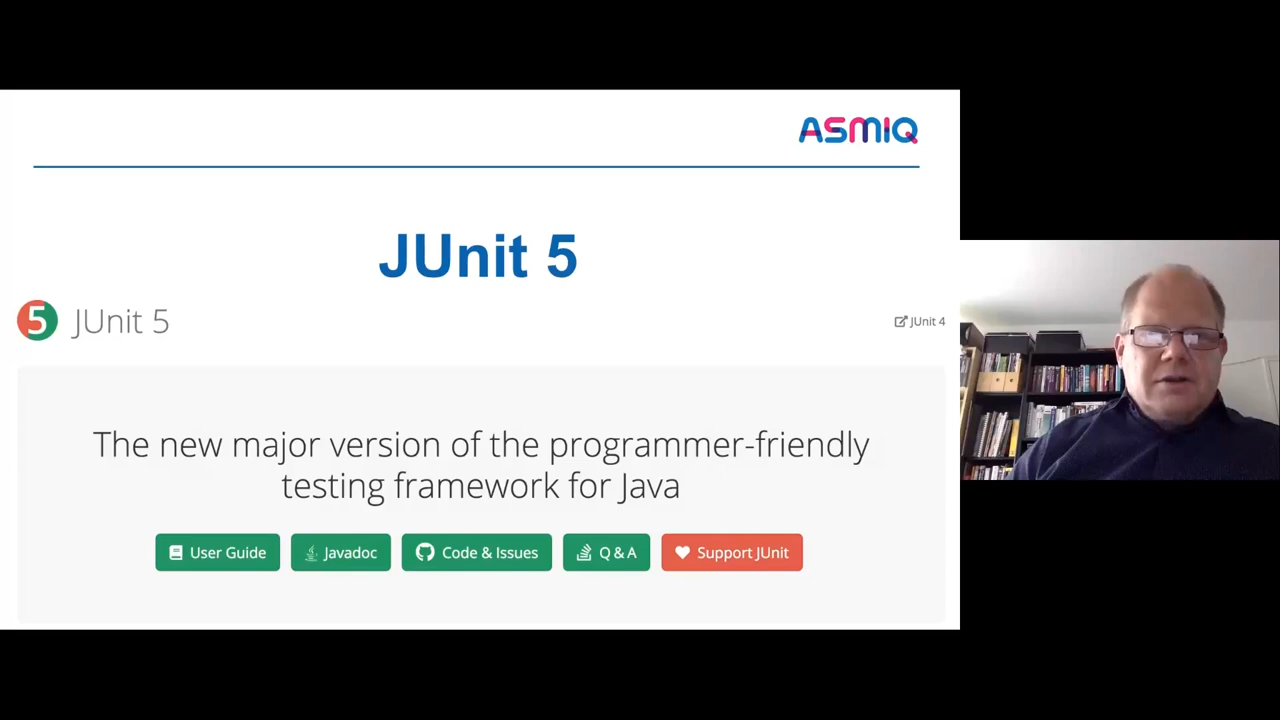 ASMIQ
JUnit 5
5 JUnit 5
JUnit 4
The new major version of the programmer-friendly
testing framework for Java
User Guide
Javadoc
Code & Issues
Q & A
Support JUnit